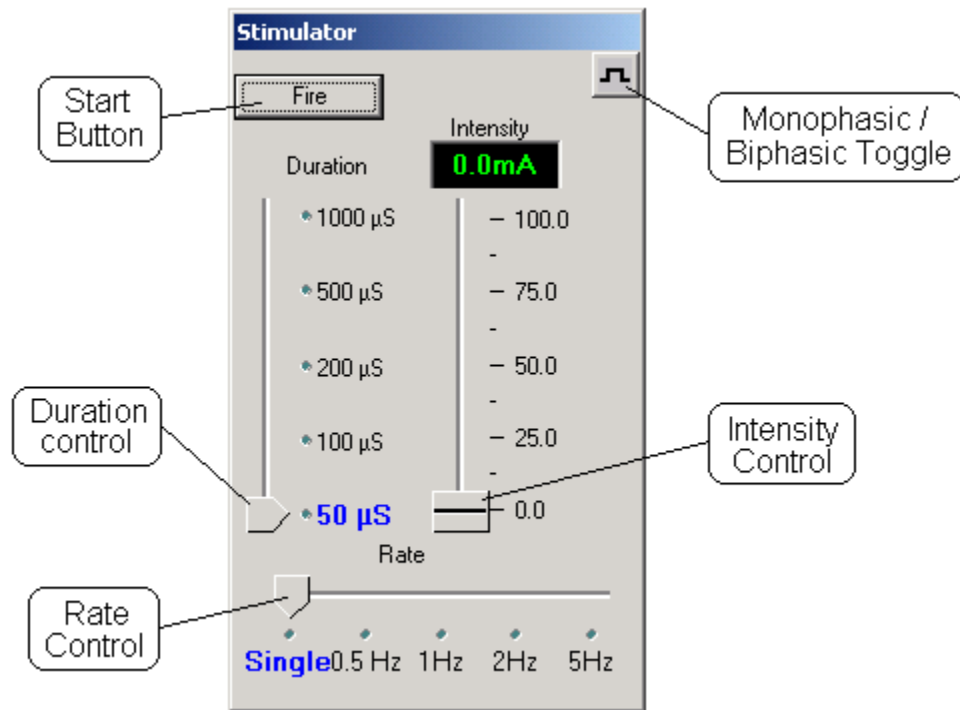 Stimulator
Fire
Start
Button
Monophasic /
Biphasic Toggle
Intensity
0.0mA
Duration
1000 µS
500 µS
200 µS
100 µS
50 µS
100.0
75.0
50.0
25.0
0.0
Duration
control
Intensity
Control
Rate
Rate
Control
Single
0.5 Hz
1Hz
2Hz
5Hz